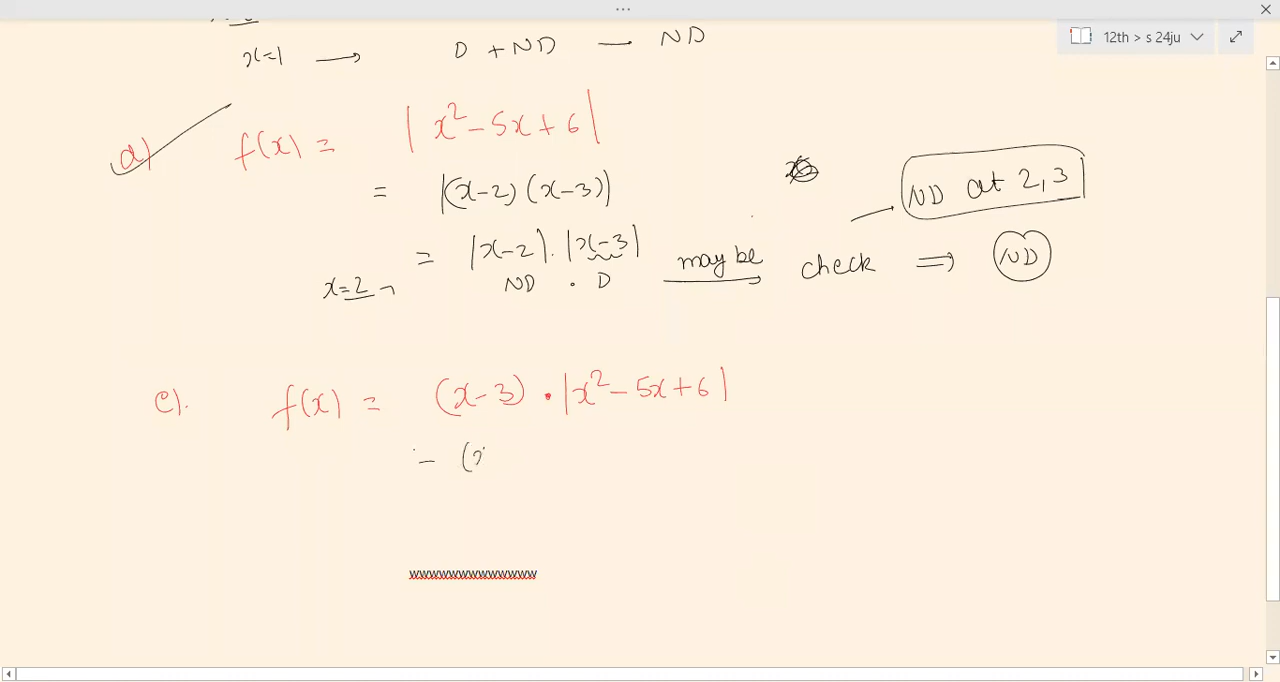 ...
12th > s 24ju
x=1 → D + ND — ND
d) f(x) = |x² - 5x + 6|
= |(x-2)(x-3)|
ND at 2, 3
= |x-2|.|x-3| may be check ⇒ ND
x=2 ND . D
e). f(x) = (x-3) • |x² - 5x + 6|
= (x
wwwwwwwwwwwwww